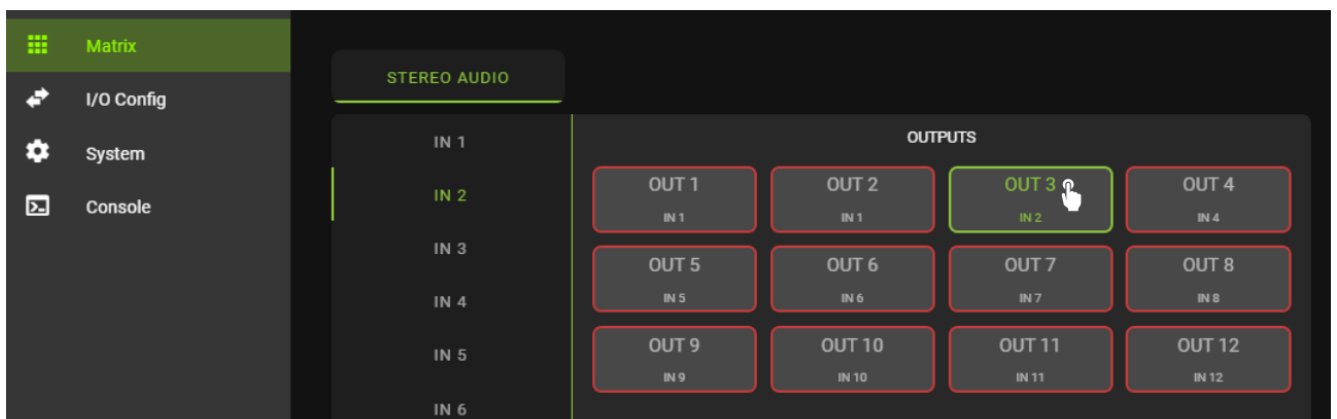 Matrix
I/O Config
System
Console
STEREO AUDIO
IN 1
IN 2
IN 3
IN 4
IN 5
IN 6
OUTPUTS
OUT 1
IN 1
OUT 2
IN 1
OUT 3
IN 2
OUT 4
IN 4
OUT 5
IN 5
OUT 6
IN 6
OUT 7
IN 7
OUT 8
IN 8
OUT 9
IN 9
OUT 10
IN 10
OUT 11
IN 11
OUT 12
IN 12